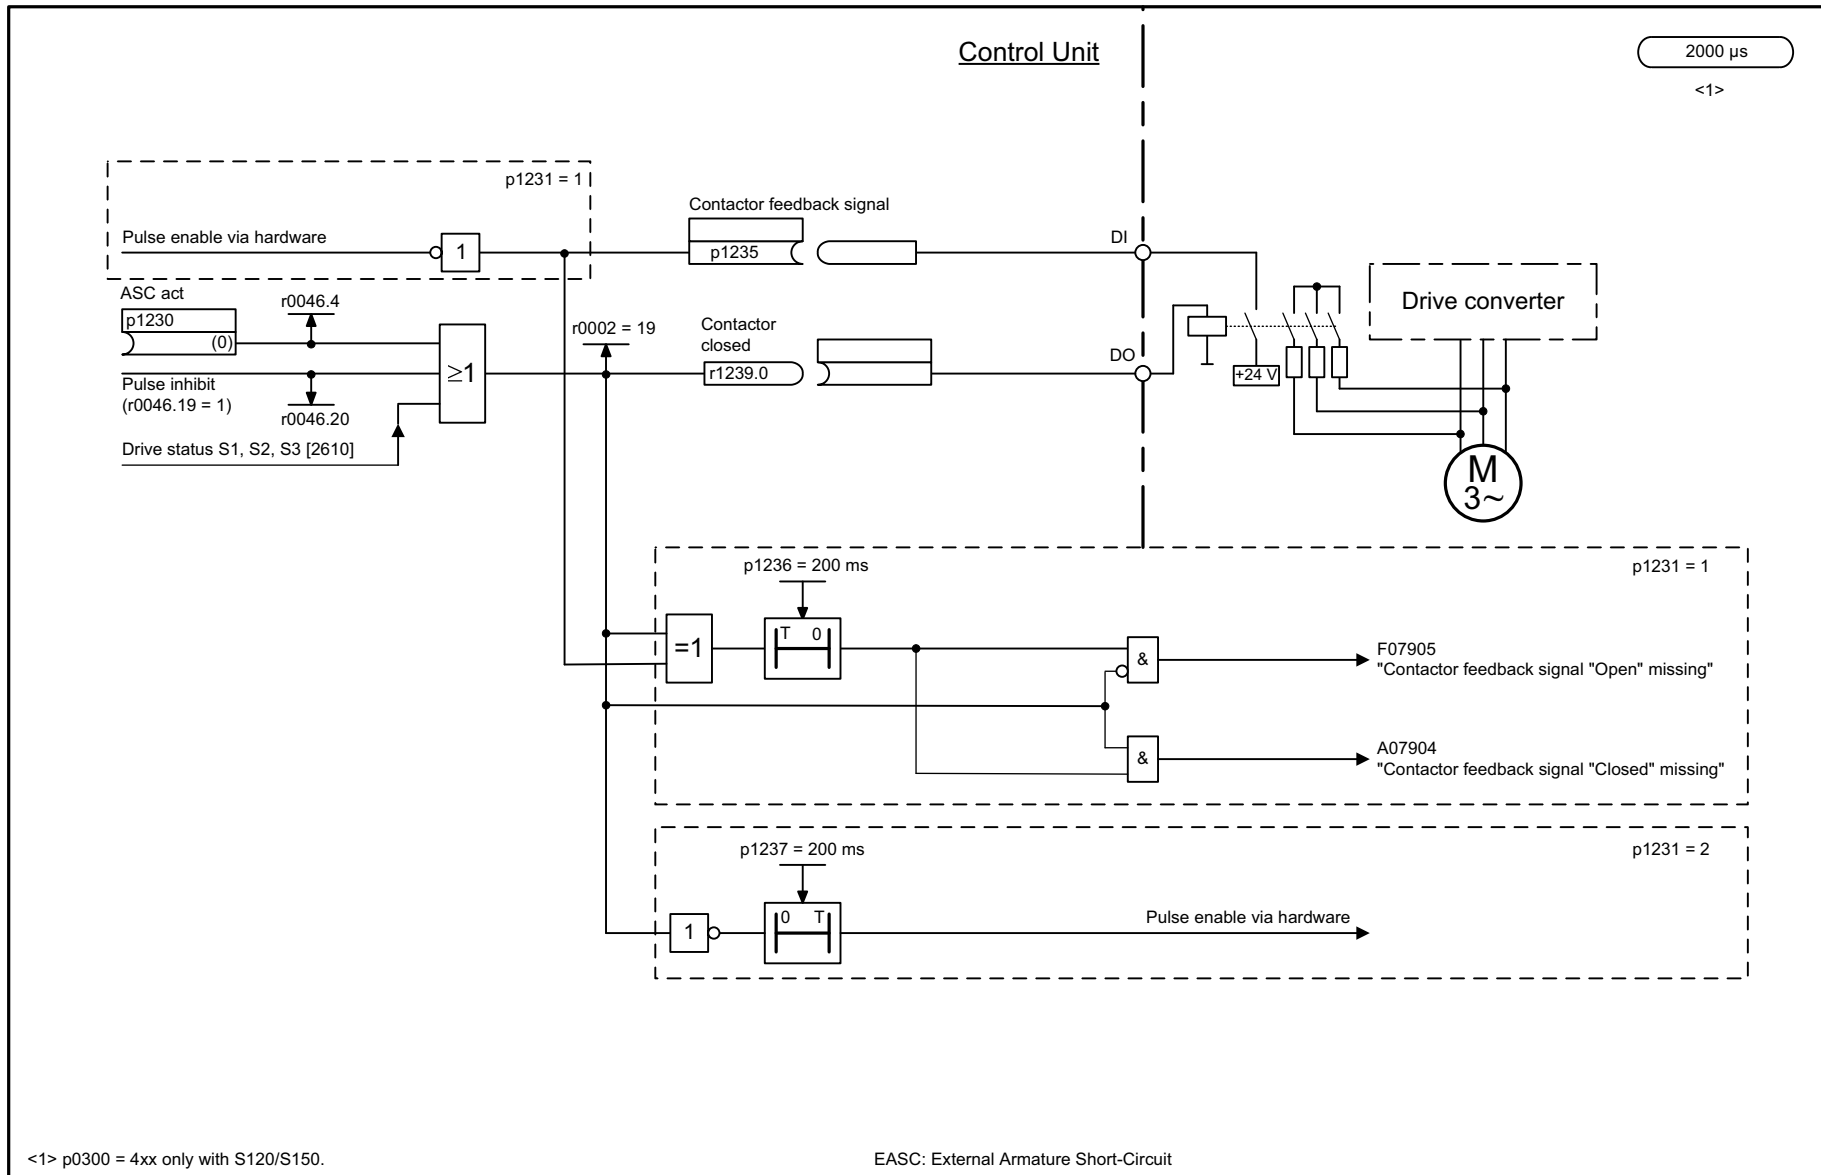 Control Unit
2000 µs
<1>
p1231 = 1
Pulse enable via hardware
1
Contactor feedback signal
p1235
DI
ASC act
p1230
(0)
r0046.4
Pulse inhibit
(r0046.19 = 1)
r0046.20
Drive status S1, S2, S3 [2610]
≥1
r0002 = 19
Contactor
closed
r1239.0
DO
+24 V
Drive converter
M
3~
p1231 = 1
p1236 = 200 ms
=1
T 0
&
F07905
"Contactor feedback signal "Open" missing"
&
A07904
"Contactor feedback signal "Closed" missing"
p1231 = 2
p1237 = 200 ms
1
0 T
Pulse enable via hardware
<1> p0300 = 4xx only with S120/S150.
EASC: External Armature Short-Circuit